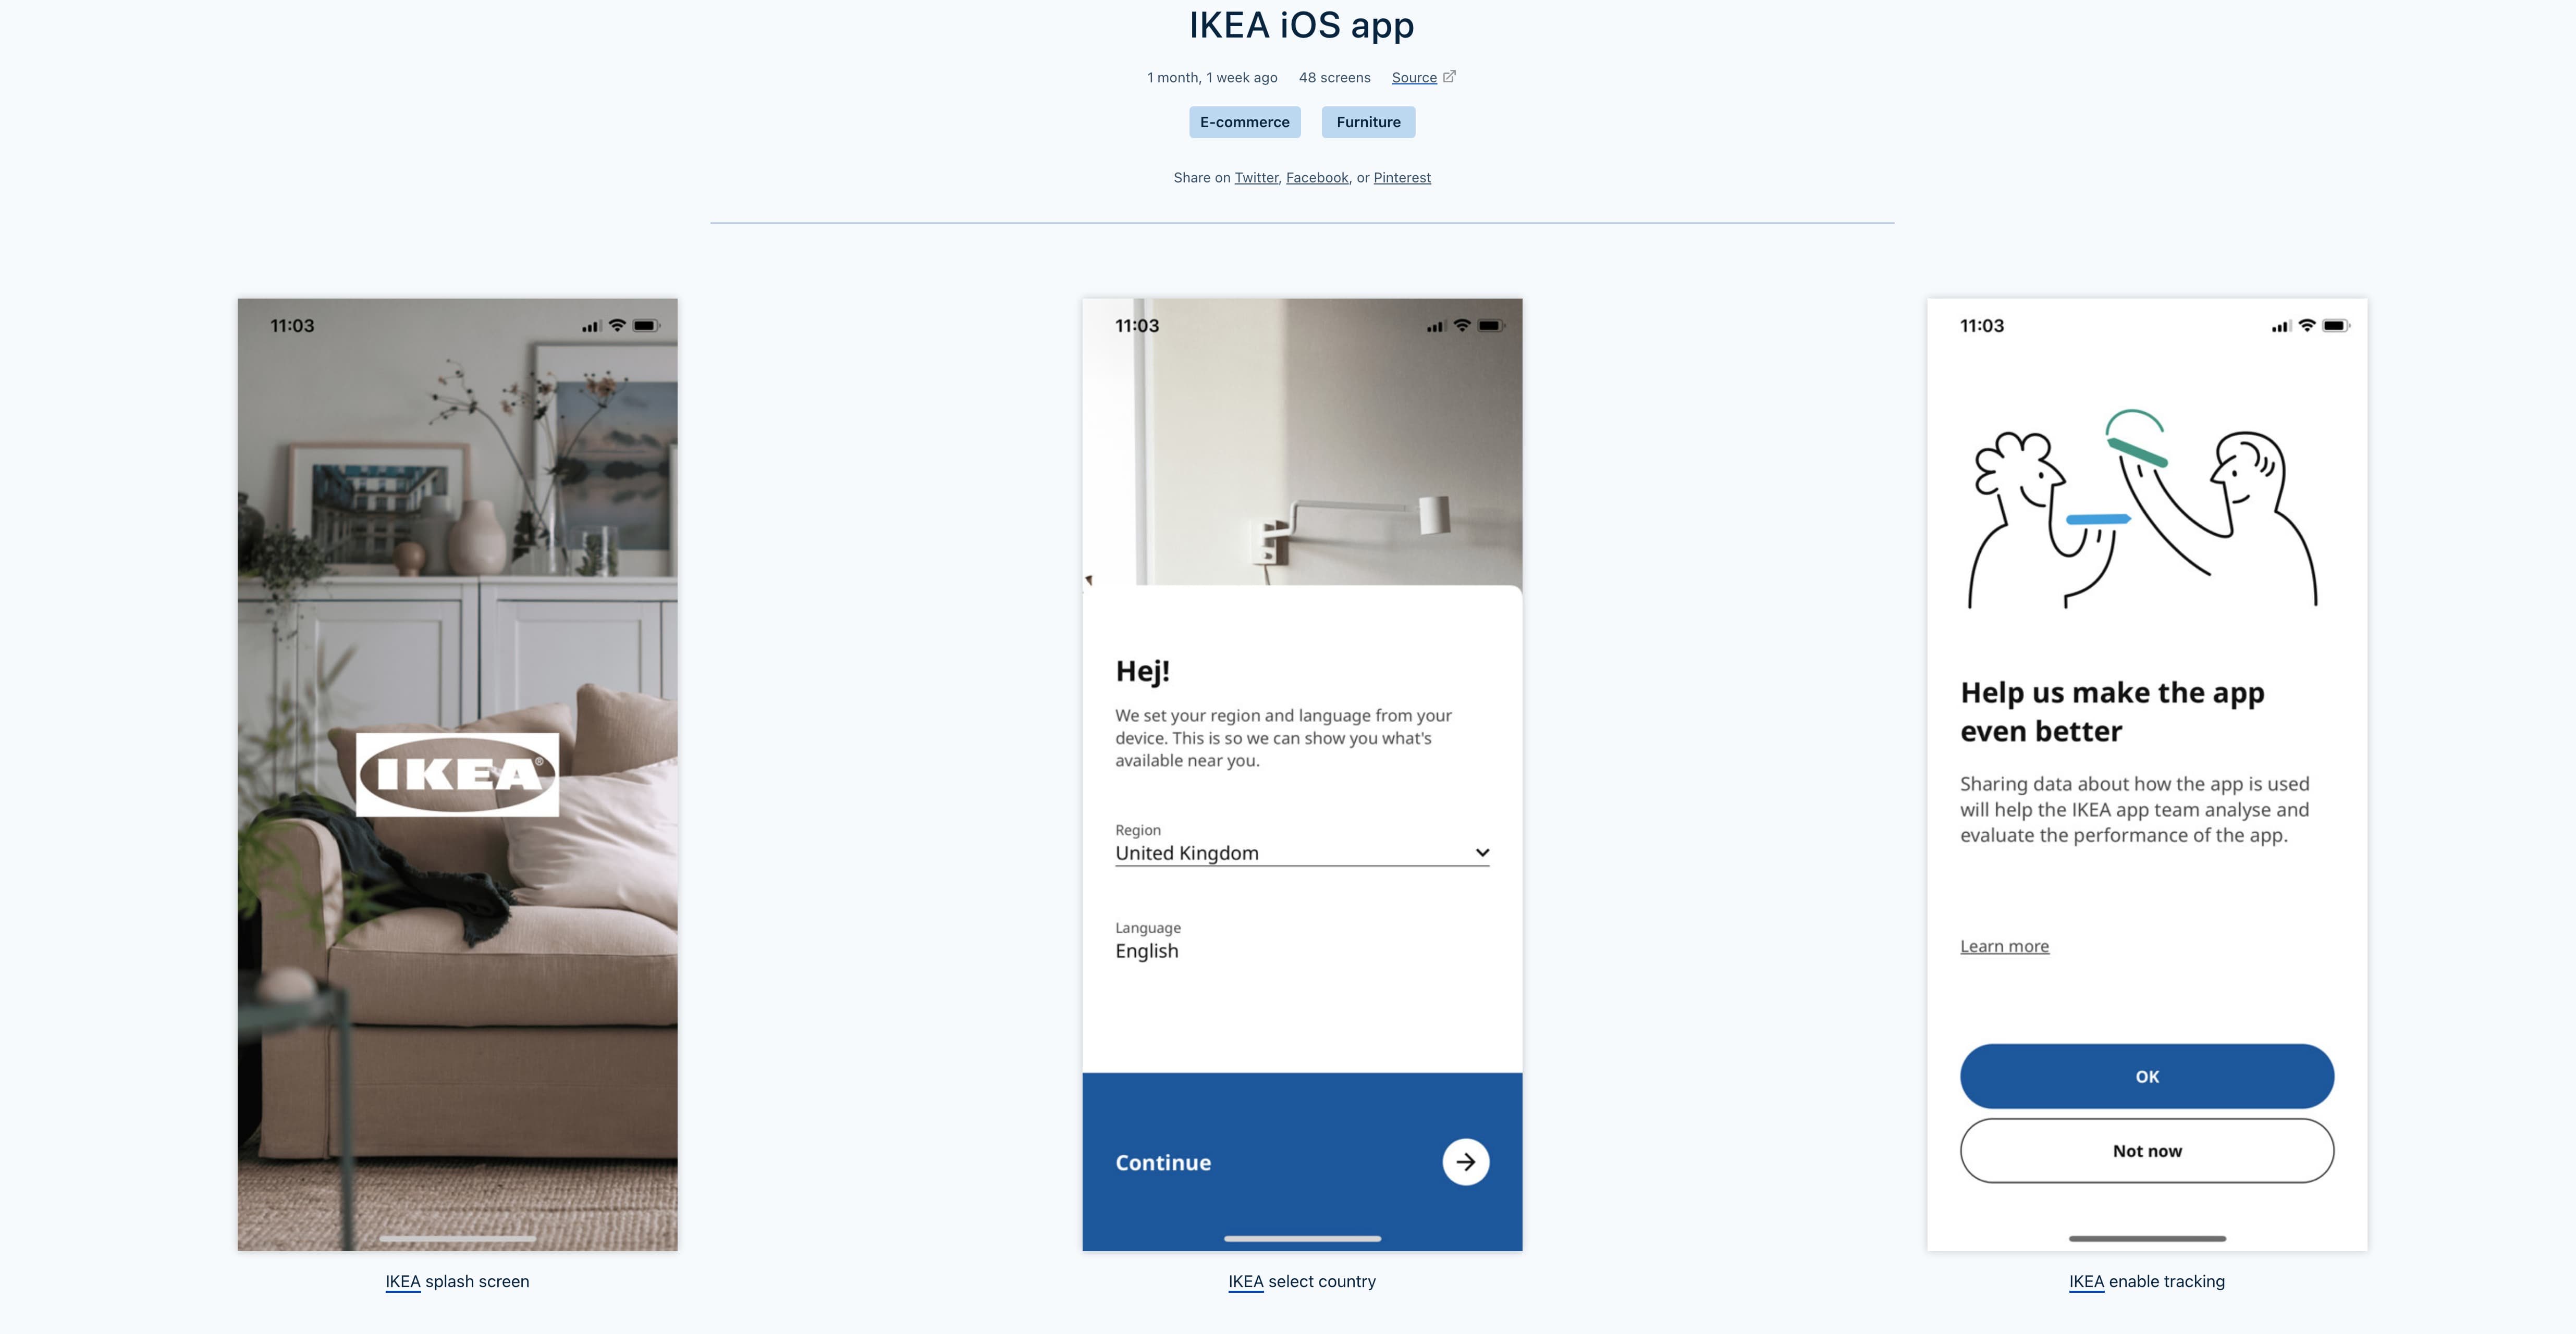 IKEA iOS app
1 month, 1 week ago 48 screens Source
E-commerce Furniture
Share on Twitter, Facebook, or Pinterest
11:03
IKEA®
IKEA splash screen
11:03
Hej!
We set your region and language from your
device. This is so we can show you what's
available near you.
Region
United Kingdom
Language
English
Continue
IKEA select country
11:03
Help us make the app
even better
Sharing data about how the app is used
will help the IKEA app team analyse and
evaluate the performance of the app.
Learn more
OK
Not now
IKEA enable tracking